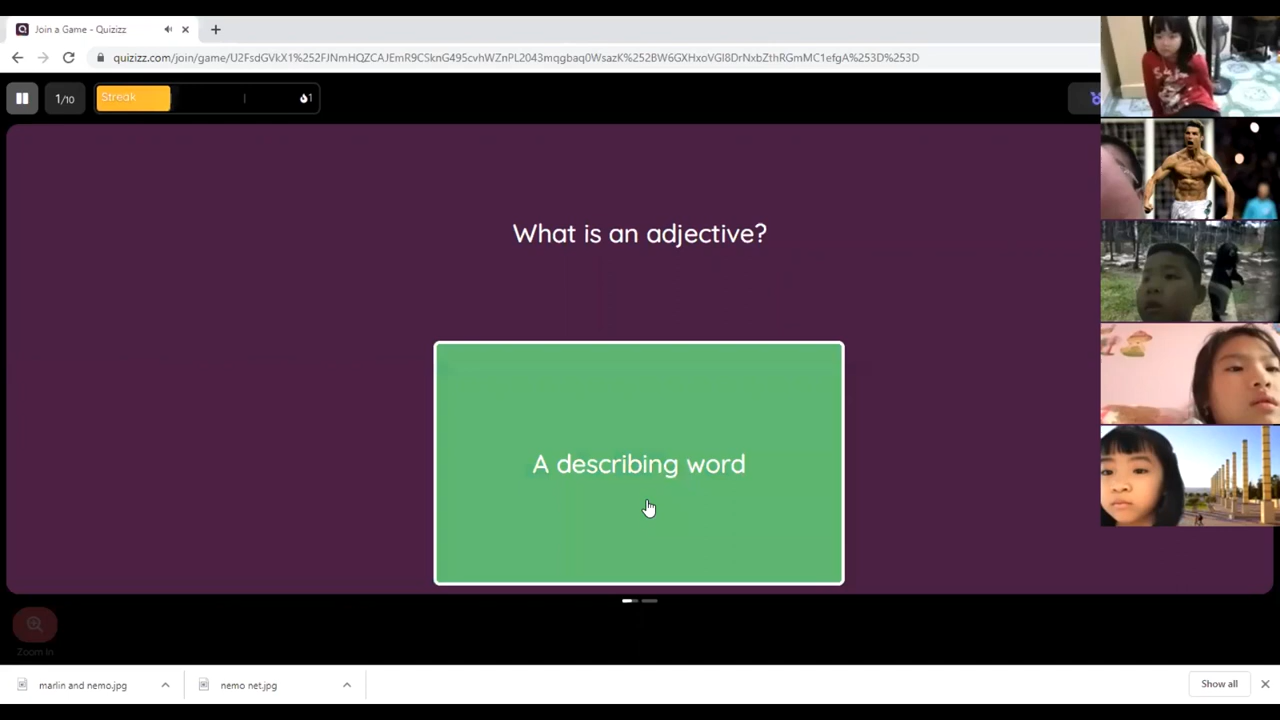 Join a Game - Quizizz
quizizz.com/join/game/U2FsdGVkX1%252FJNmHQZCAJEmR9CSknG495cvhWZnPL2043mqgbaq0WsazK%252BW6GXHxoVGl8DrNxbZthRGmMC1efgA%253D%253D
1/10
Streak
1
What is an adjective?
A describing word
Zoom in
marlin and nemo.jpg
nemo net.jpg
Show all